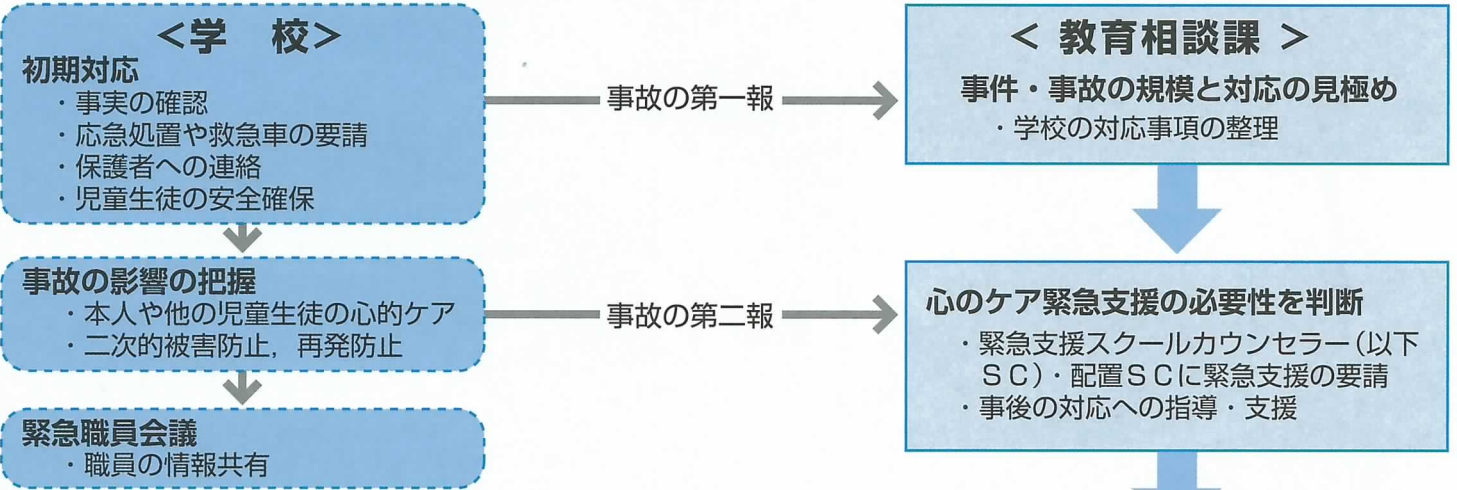 ＜学　校＞
初期対応
・事実の確認
・応急処置や救急車の要請
・保護者への連絡
・児童生徒の安全確保
事故の第一報
＜ 教育相談課 ＞
事件・事故の規模と対応の見極め
・学校の対応事項の整理
事故の影響の把握
・本人や他の児童生徒の心的ケア
・二次的被害防止，再発防止
事故の第二報
心のケア緊急支援の必要性を判断
・緊急支援スクールカウンセラー（以下
ＳＣ）・配置ＳＣに緊急支援の要請
・事後の対応への指導・支援
緊急職員会議
・職員の情報共有